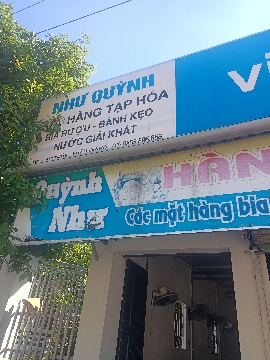 NHƯ QUỲNH
HÀNG TẠP HÓA
BIA RƯỢU - BÁNH KẸO
NƯỚC GIẢI KHÁT
Quỳnh
Như
Các mặt hàng bia